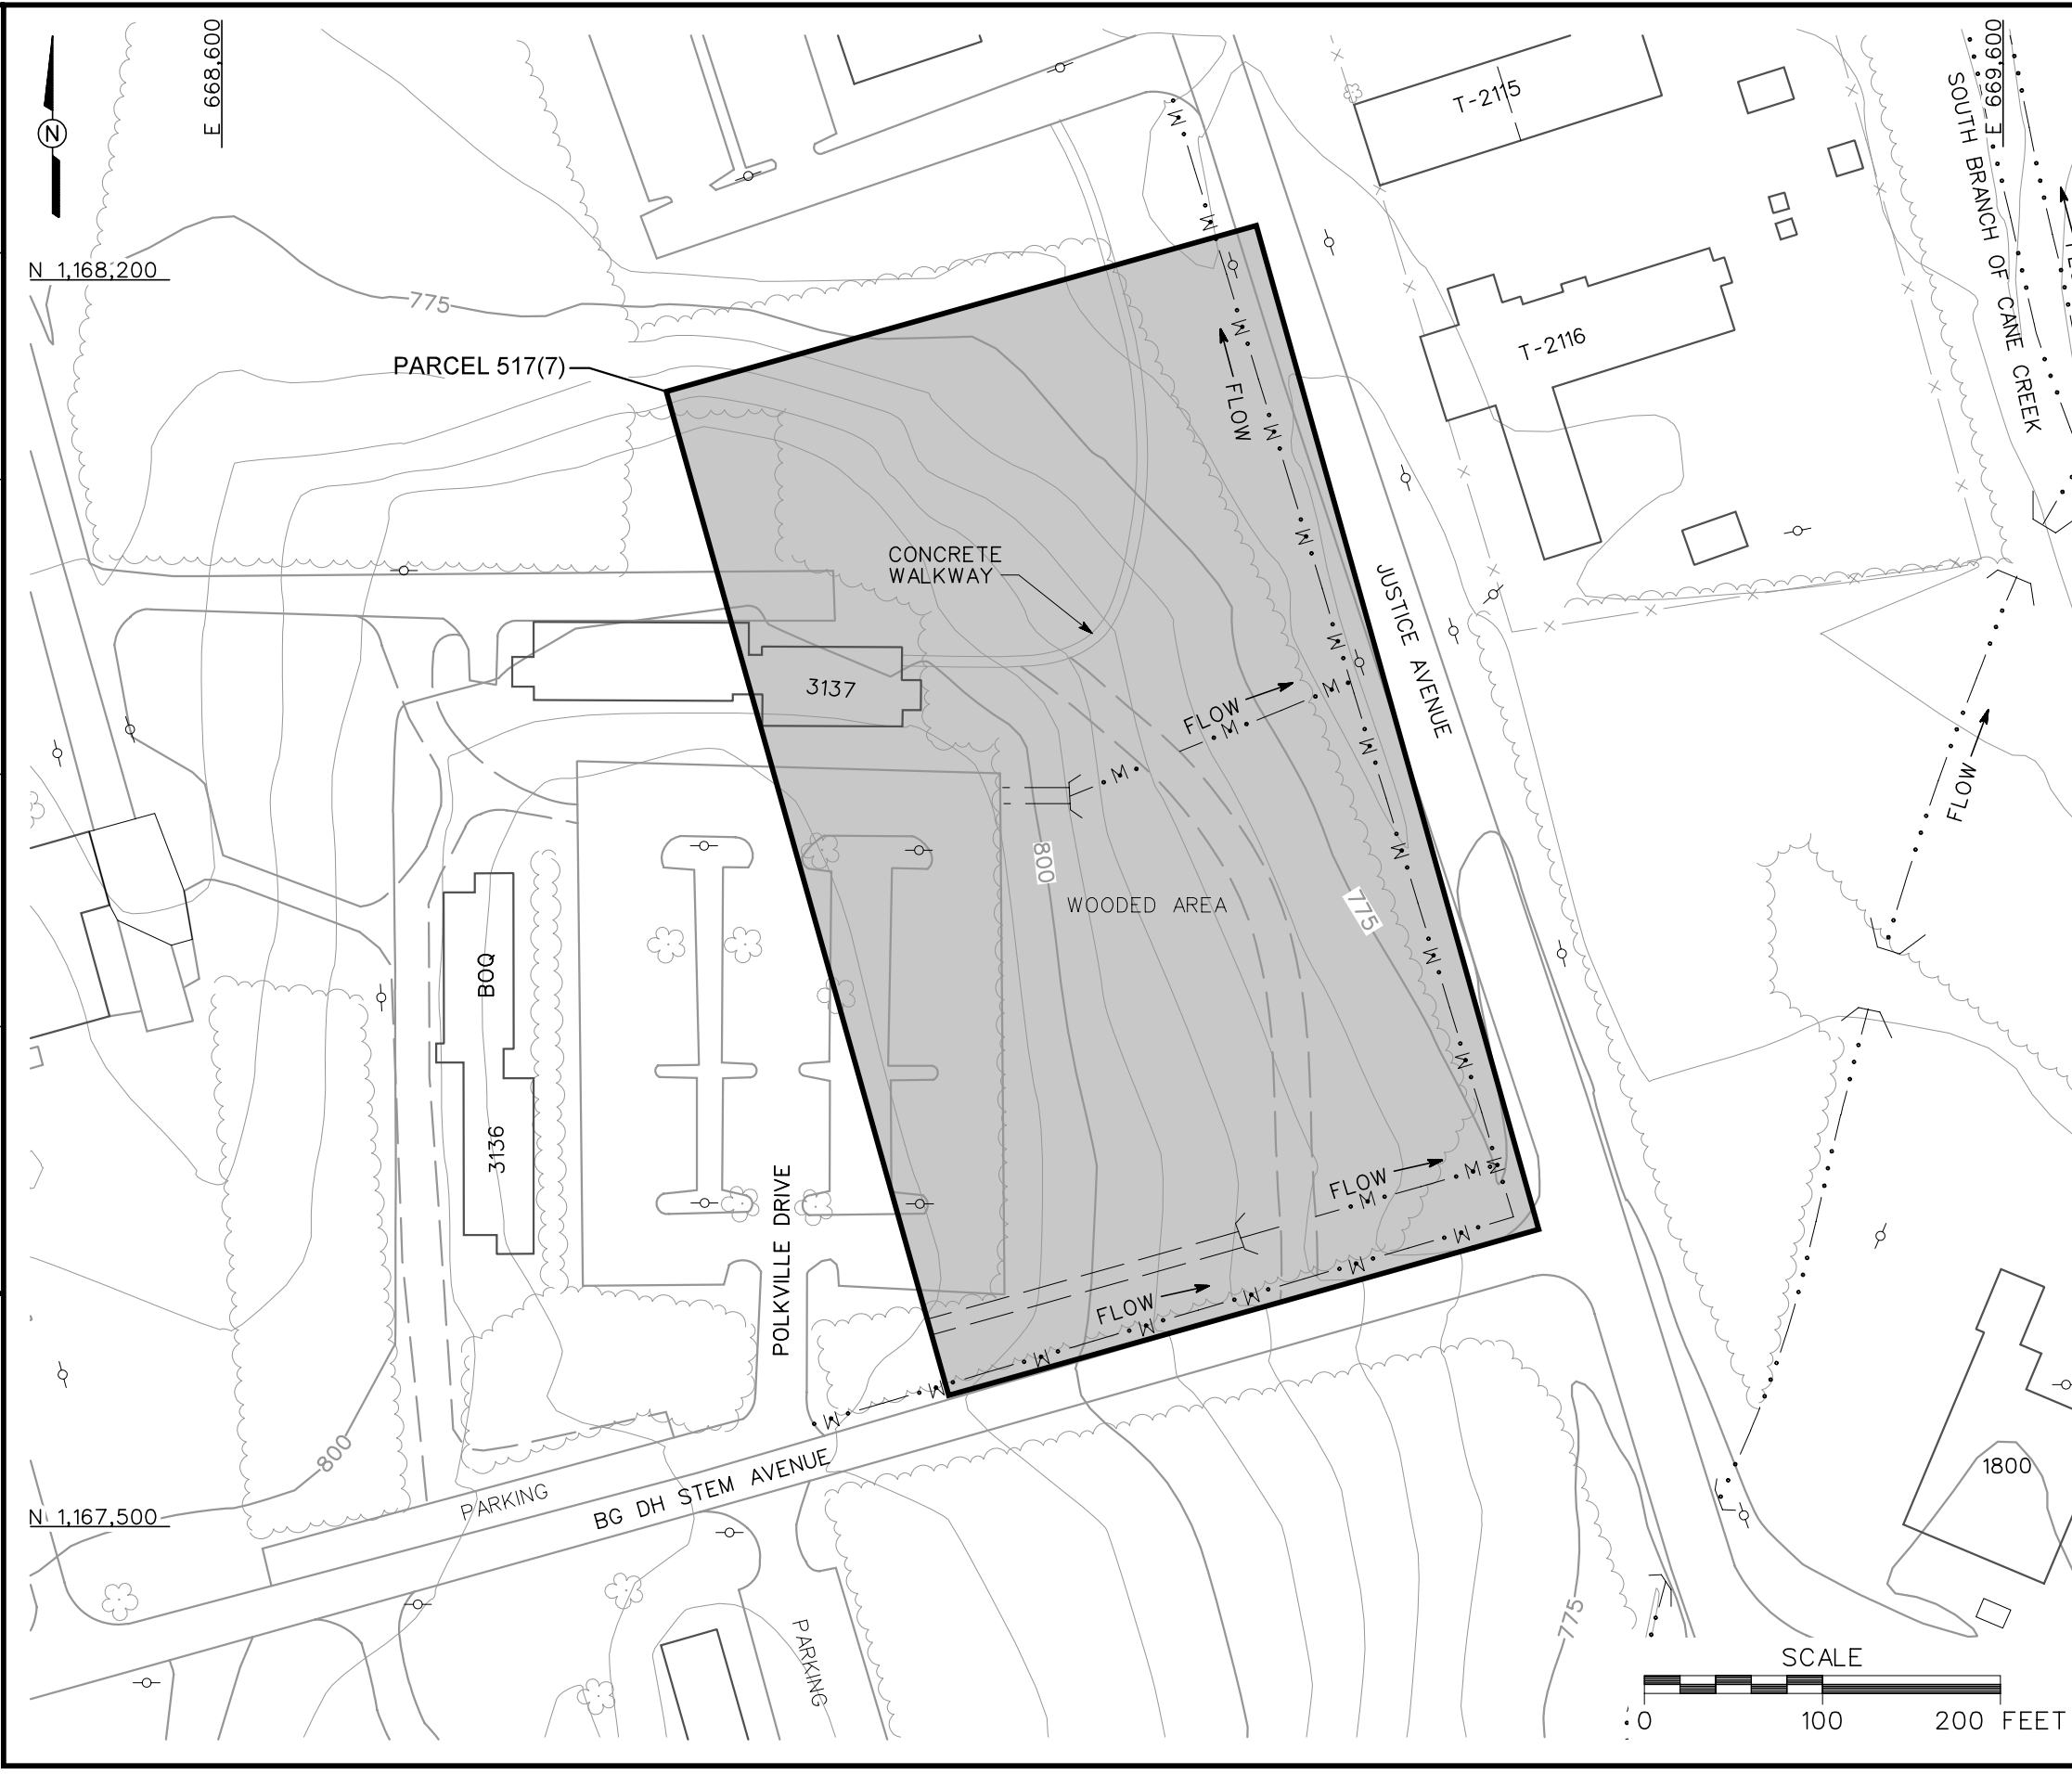 E 668,600
E 669,600
N
SOUTH BRANCH OF CANE CREEK
T-2115
N 1,168,200
775
T-2116
PARCEL 517(7)
FLOW
CONCRETE
WALKWAY
JUSTICE AVENUE
3137
FLOW
FLOW
800
WOODED AREA
775
BOQ
3136
POLKVILLE DRIVE
FLOW
FLOW
800
PARKING
BG DH STEM AVENUE
N 1,167,500
1800
PARKING
775
SCALE
0 100 200 FEET